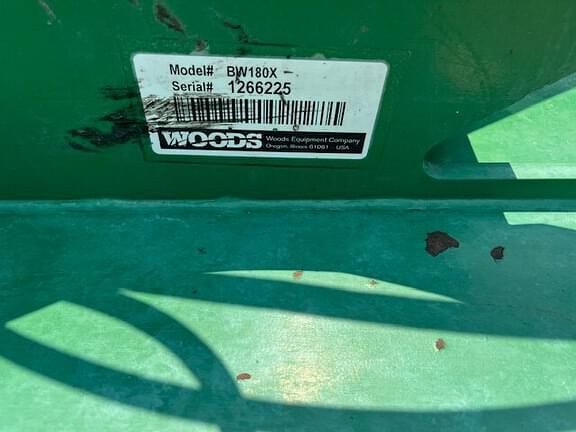 Model# BW180X
Serial# 1266225
WOODS
Woods Equipment Company
Oregon, Illinois 61061 USA